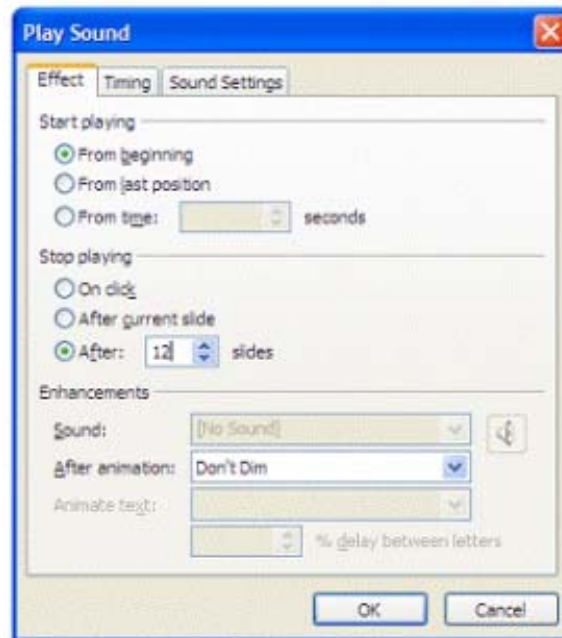 Play Sound
Effect Timing Sound Settings
Start playing
From beginning
From last position
From time: seconds
Stop playing
On click
After current slide
After: 12 slides
Enhancements
Sound: [No Sound]
After animation: Don't Dim
Animate text:
% delay between letters
OK Cancel